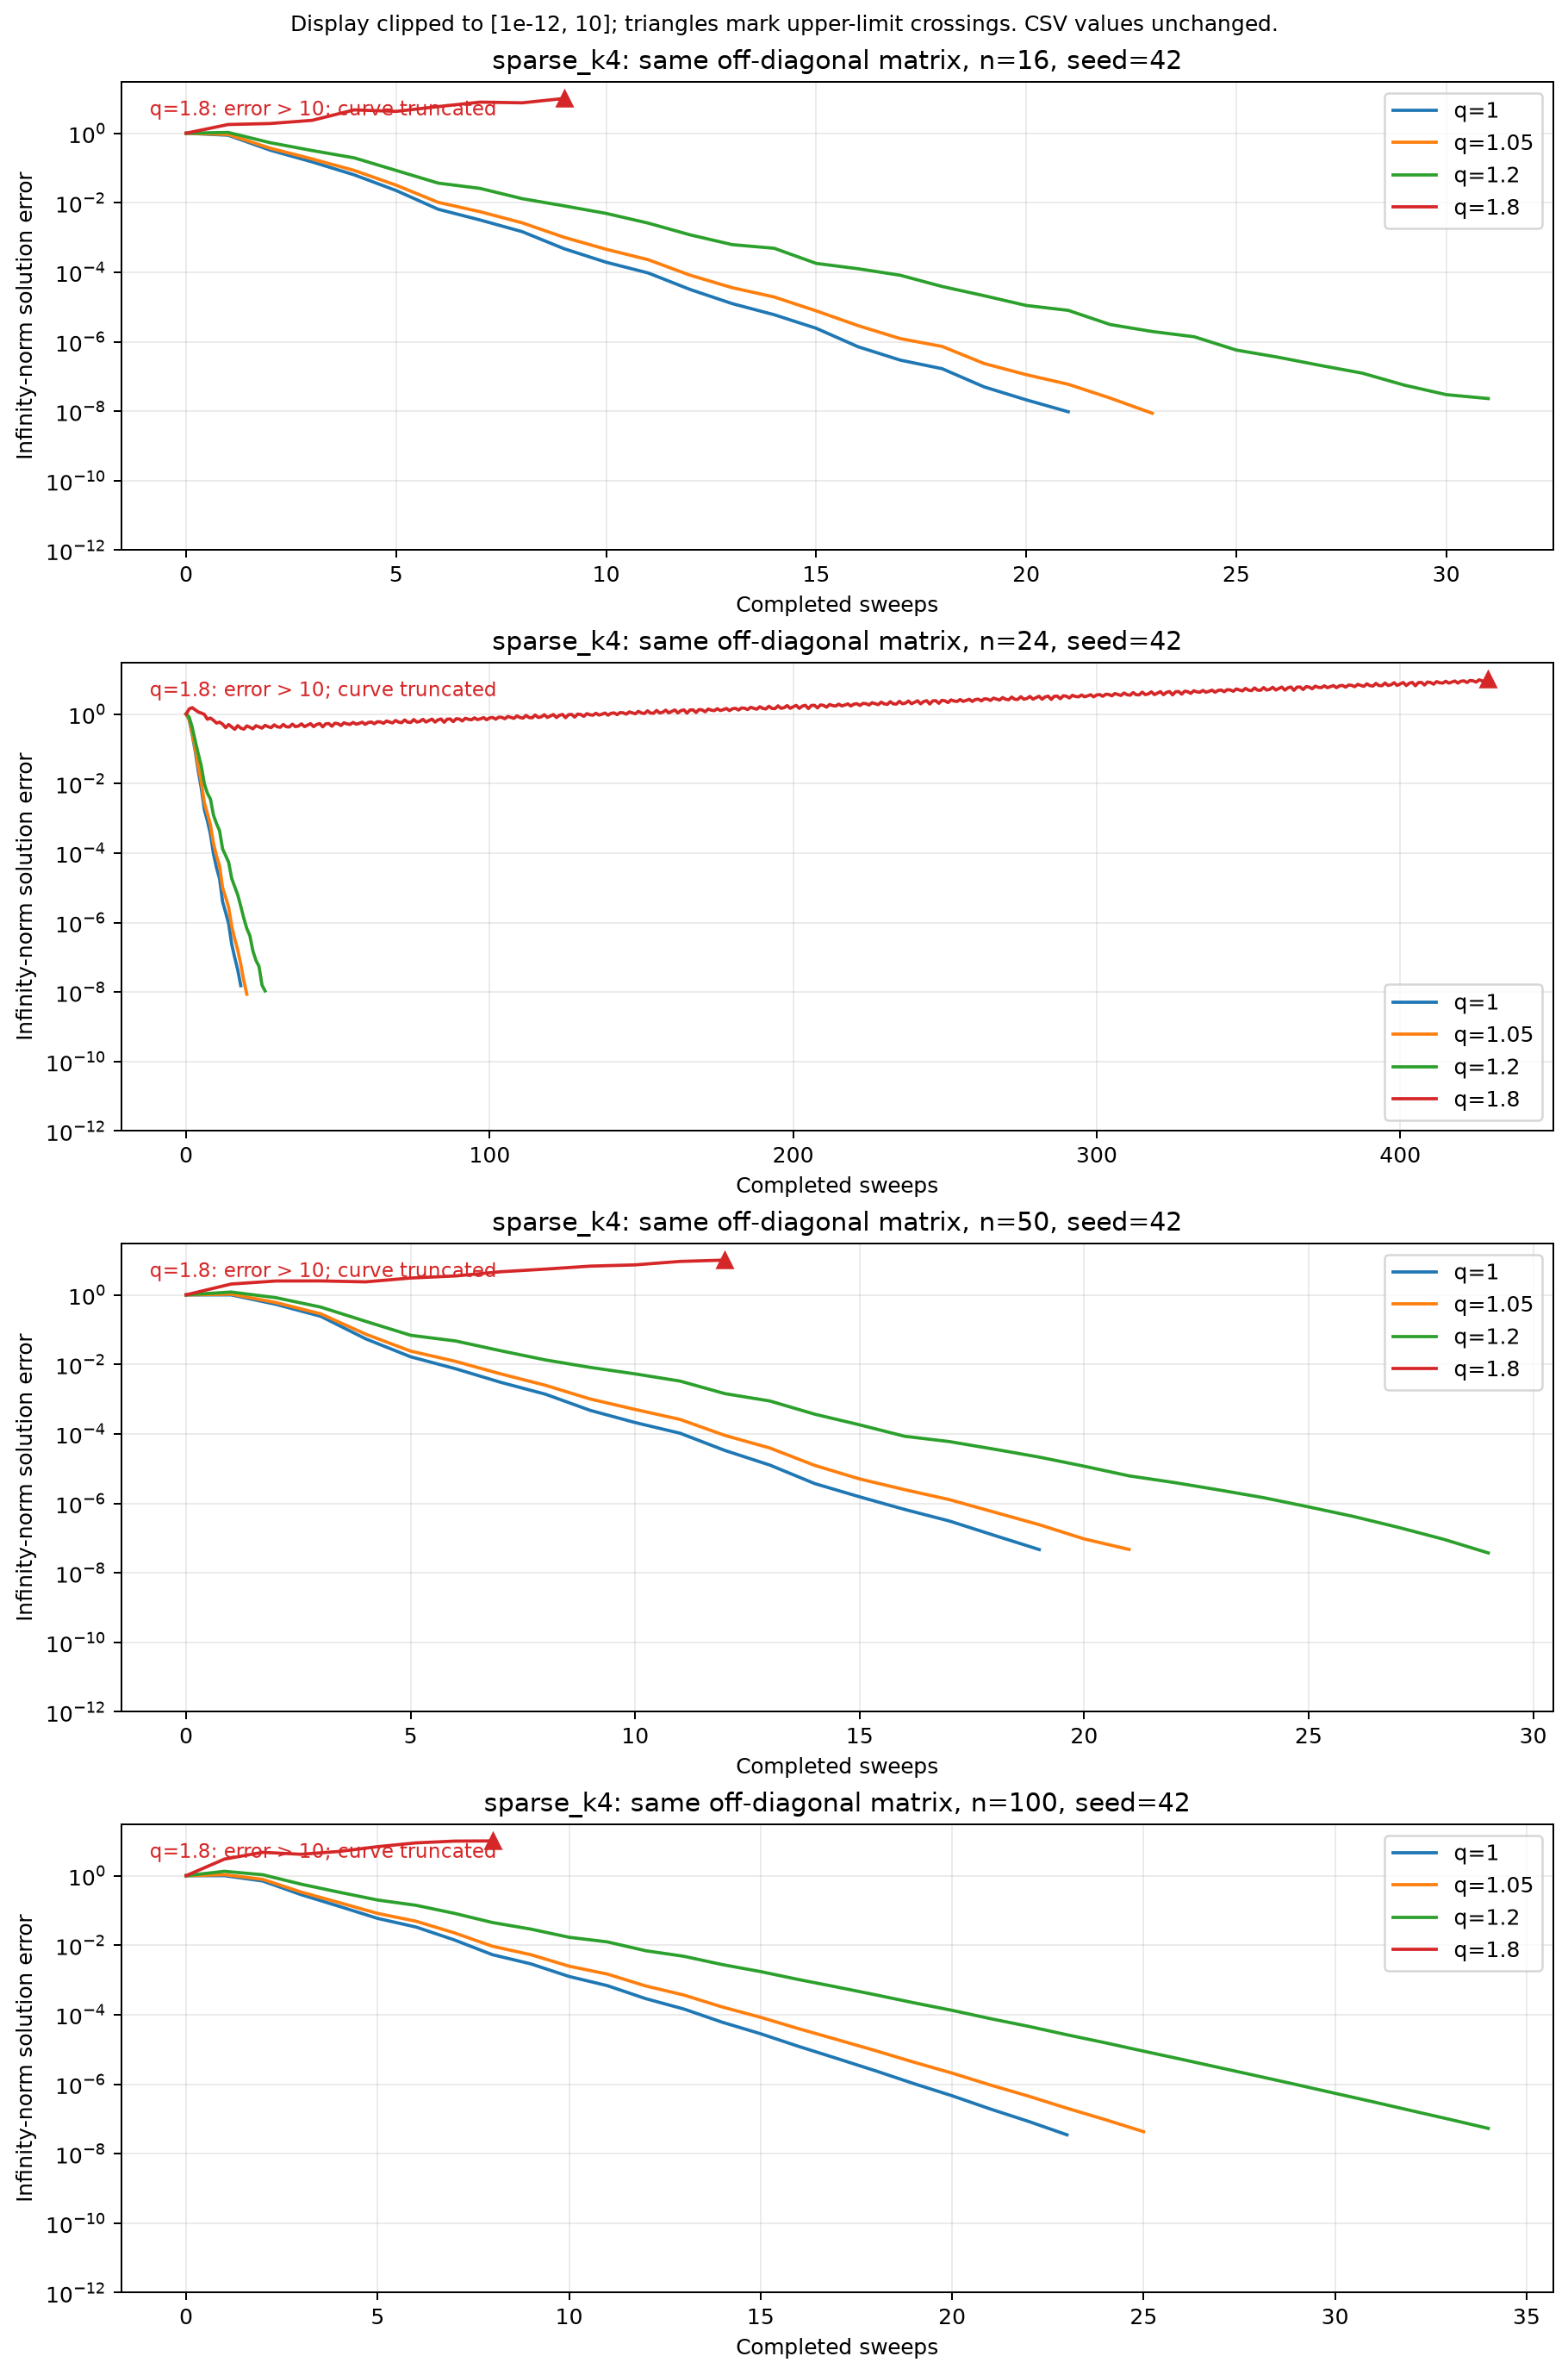 Display clipped to [1e-12, 10]; triangles mark upper-limit crossings. CSV values unchanged.
sparse_k4: same off-diagonal matrix, n=16, seed=42
q=1.8: error > 10; curve truncated
q=1
q=1.05
q=1.2
q=1.8
Infinity-norm solution error
10⁰
10⁻²
10⁻⁴
10⁻⁶
10⁻⁸
10⁻¹⁰
10⁻¹²
0 5 10 15 20 25 30
Completed sweeps
sparse_k4: same off-diagonal matrix, n=24, seed=42
q=1.8: error > 10; curve truncated
Infinity-norm solution error
10⁰
10⁻²
10⁻⁴
10⁻⁶
10⁻⁸
10⁻¹⁰
10⁻¹²
q=1
q=1.05
q=1.2
q=1.8
0 100 200 300 400
Completed sweeps
sparse_k4: same off-diagonal matrix, n=50, seed=42
q=1.8: error > 10; curve truncated
q=1
q=1.05
q=1.2
q=1.8
Infinity-norm solution error
10⁰
10⁻²
10⁻⁴
10⁻⁶
10⁻⁸
10⁻¹⁰
10⁻¹²
0 5 10 15 20 25 30
Completed sweeps
sparse_k4: same off-diagonal matrix, n=100, seed=42
q=1.8: error > 10; curve truncated
q=1
q=1.05
q=1.2
q=1.8
Infinity-norm solution error
10⁰
10⁻²
10⁻⁴
10⁻⁶
10⁻⁸
10⁻¹⁰
10⁻¹²
0 5 10 15 20 25 30 35
Completed sweeps